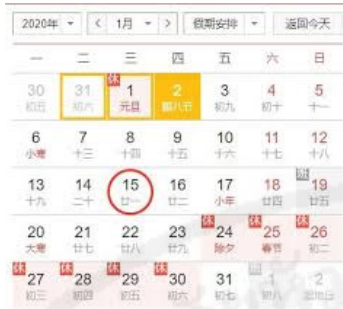 2020年 < 1月 > 假期安排 返回今天
一 二 三 四 五 六 日
休
30 31 1 2 3 4 5
初五 初六 元旦 腊八节 初九 初十 十一
6 7 8 9 10 11 12
小寒 十三 十四 十五 十六 十七 十八
班
13 14 15 16 17 18 19
十九 二十 廿一 廿二 小年 廿四 廿五
休 休 休
20 21 22 23 24 25 26
大寒 廿七 廿八 廿九 除夕 春节 初二
休 休 休 休
27 28 29 30 31 1 2
初三 初四 初五 初六 初七 初八